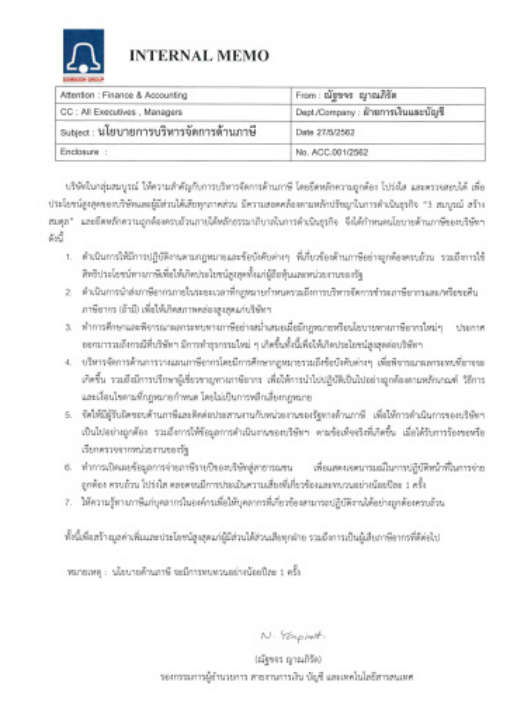 SOMBOON GROUP
INTERNAL MEMO
Attention : Finance & Accounting
From : ณัฐขจร ญาณภิรัต
CC : All Executives , Managers
Dept./Company : ฝ่ายการเงินและบัญชี
Subject : นโยบายการบริหารจัดการด้านภาษี
Date 27/5/2562
Enclosure :
No. ACC.001/2562
บริษัทในกลุ่มสมบูรณ์ ให้ความสำคัญกับการบริหารจัดการด้านภาษี โดยยึดหลักความถูกต้อง โปร่งใส และตรวจสอบได้ เพื่อ
ประโยชน์สูงสุดของบริษัทและผู้มีส่วนได้เสียทุกภาคส่วน มีความสอดคล้องตามหลักปรัชญาในการดำเนินธุรกิจ "3 สมบูรณ์ สร้าง
สมดุล" และยึดหลักความถูกต้องครบถ้วนภายใต้หลักธรรมาภิบาลในการดำเนินธุรกิจ จึงได้กำหนดนโยบายด้านภาษีของบริษัทฯ
ดังนี้
1. ดำเนินการให้มีการปฏิบัติงานตามกฎหมายและข้อบังคับต่างๆ ที่เกี่ยวข้องด้านภาษีอย่างถูกต้องครบถ้วน รวมถึงการใช้
สิทธิประโยชน์ทางภาษีเพื่อให้เกิดประโยชน์สูงสุดทั้งแก่ผู้ถือหุ้นและหน่วยงานของรัฐ
2. ดำเนินการนำส่งภาษีอากรภายในระยะเวลาที่กฎหมายกำหนดรวมถึงการบริหารจัดการชำระภาษีอากรและ/หรือขอคืน
ภาษีอากร (ถ้ามี) เพื่อให้เกิดสภาพคล่องสูงสุดแก่บริษัทฯ
3. ทำการศึกษาและพิจารณาผลกระทบทางภาษีอย่างสม่ำเสมอเมื่อมีกฎหมายหรือนโยบายทางภาษีอากรใหม่ๆ ประกาศ
ออกมารวมถึงกรณีที่บริษัทฯ มีการทำธุรกรรมใหม่ ๆ เกิดขึ้นทั้งนี้เพื่อให้เกิดประโยชน์สูงสุดต่อบริษัทฯ
4. บริหารจัดการด้านการวางแผนภาษีอากรโดยมีการศึกษากฎหมายรวมถึงข้อบังคับต่างๆ เพื่อพิจารณาผลกระทบที่อาจจะ
เกิดขึ้น รวมถึงมีการปรึกษาผู้เชี่ยวชาญทางภาษีอากร เพื่อให้การนำไปปฏิบัติเป็นไปอย่างถูกต้องตามหลักเกณฑ์ วิธีการ
และเงื่อนไขตามที่กฎหมายกำหนด โดยไม่เป็นการหลีกเลี่ยงกฎหมาย
5. จัดให้มีผู้รับผิดชอบด้านภาษีและติดต่อประสานงานกับหน่วยงานของรัฐทางด้านภาษี เพื่อให้การดำเนินการของบริษัทฯ
เป็นไปอย่างถูกต้อง รวมถึงการให้ข้อมูลการดำเนินงานของบริษัทฯ ตามข้อเท็จจริงที่เกิดขึ้น เมื่อได้รับการร้องขอหรือ
เรียกตรวจจากหน่วยงานของรัฐ
6. ทำการเปิดเผยข้อมูลการจ่ายภาษีรายปีของบริษัทสู่สาธารณชน เพื่อแสดงเจตนารมณ์ในการปฏิบัติหน้าที่ในการจ่าย
ถูกต้อง ครบถ้วน โปร่งใส ตลอดจนมีการประเมินความเสี่ยงที่เกี่ยวข้องและทบทวนอย่างน้อยปีละ 1 ครั้ง
7. ให้ความรู้ทางภาษีแก่บุคลากรในองค์กรเพื่อให้บุคลากรที่เกี่ยวข้องสามารถปฏิบัติงานได้อย่างถูกต้องครบถ้วน
ทั้งนี้เพื่อสร้างมูลค่าเพิ่มและประโยชน์สูงสุดแก่ผู้มีส่วนได้ส่วนเสียทุกฝ่าย รวมถึงการเป็นผู้เสียภาษีอากรที่ดีต่อไป
หมายเหตุ : นโยบายด้านภาษี จะมีการทบทวนอย่างน้อยปีละ 1 ครั้ง
(ณัฐขจร ญาณภิรัต)
รองกรรมการผู้อำนวยการ สายงานการเงิน บัญชี และเทคโนโลยีสารสนเทศ